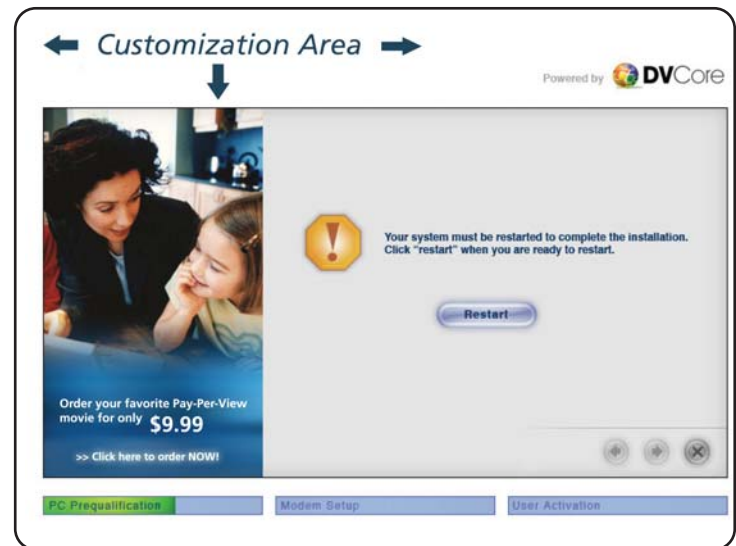 Customization Area
Powered by DVCore
Your system must be restarted to complete the installation.
Click “restart” when you are ready to restart.
Restart
Order your favorite Pay-Per-View
movie for only $9.99
>> Click here to order NOW!
PC Prequalification
Modem Setup
User Activation